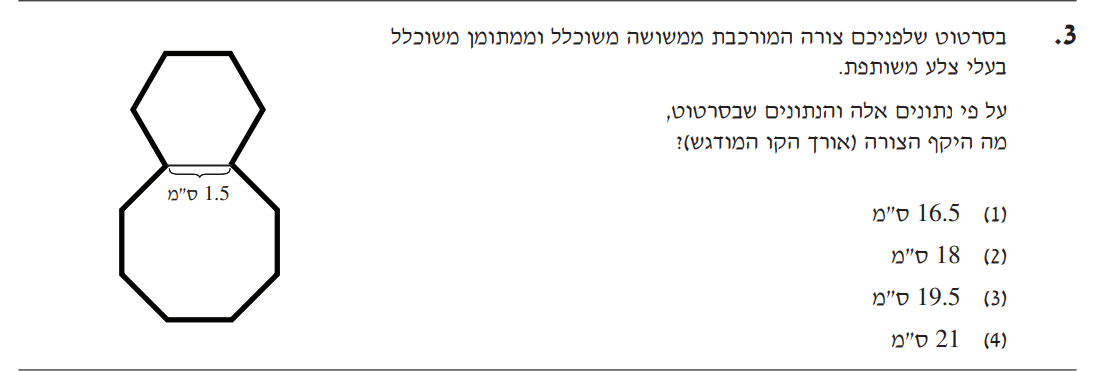 3. בסרטוט שלפניכם צורה המורכבת ממשושה משוכלל וממתומן משוכלל
בעלי צלע משותפת.
על פי נתונים אלה והנתונים שבסרטוט,
מה היקף הצורה (אורך הקו המודגש)?
1.5 ס"מ
(1) 16.5 ס"מ
(2) 18 ס"מ
(3) 19.5 ס"מ
(4) 21 ס"מ